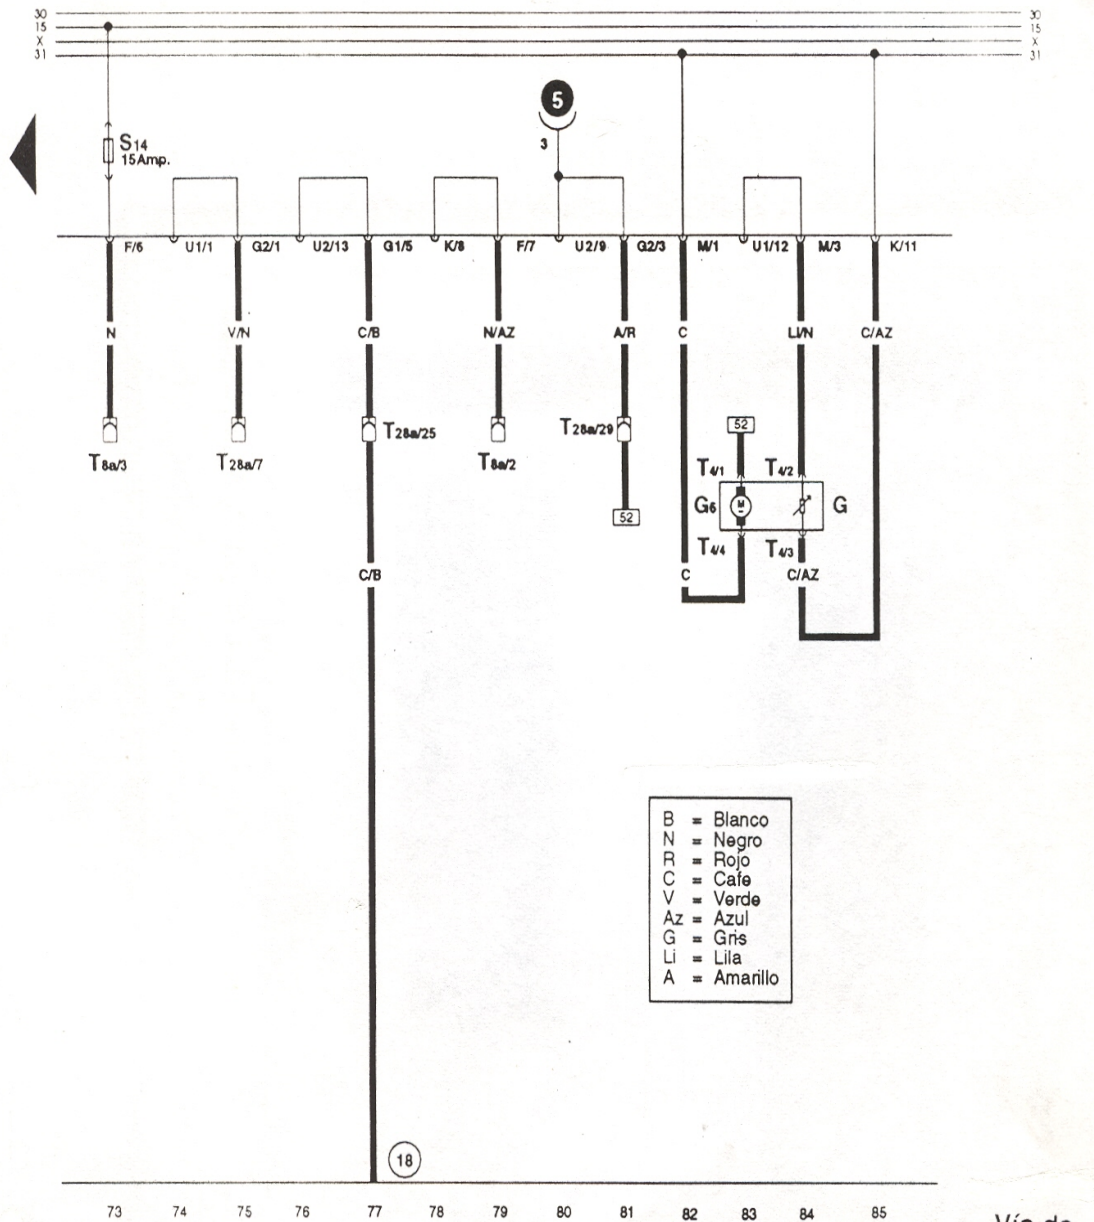 30 30
15 15
X X
31 31
5
3
S14
15Amp.
F/6 U1/1 G2/1 U2/13 G1/5 K/8 F/7 U2/9 G2/3 M/1 U1/12 M/3 K/11
N V/N C/B N/AZ A/R C LI/N C/AZ
T8a/3 T28a/7 T28a/25 T8a/2 T28a/29
52
T4/1 T4/2
G6 M G
52
T4/4 T4/3
C/B C C/AZ
B = Blanco
N = Negro
R = Rojo
C = Cafe
V = Verde
Az = Azul
G = Gris
Li = Lila
A = Amarillo
18
73 74 75 76 77 78 79 80 81 82 83 84 85
Vía de